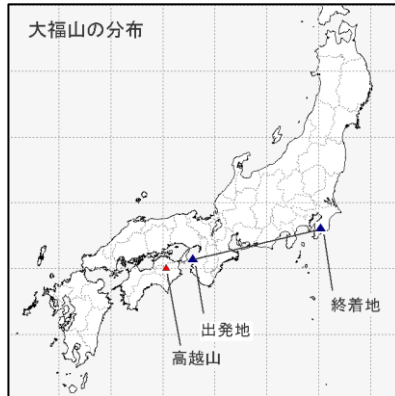 大福山の分布
終着地
出発地
高越山